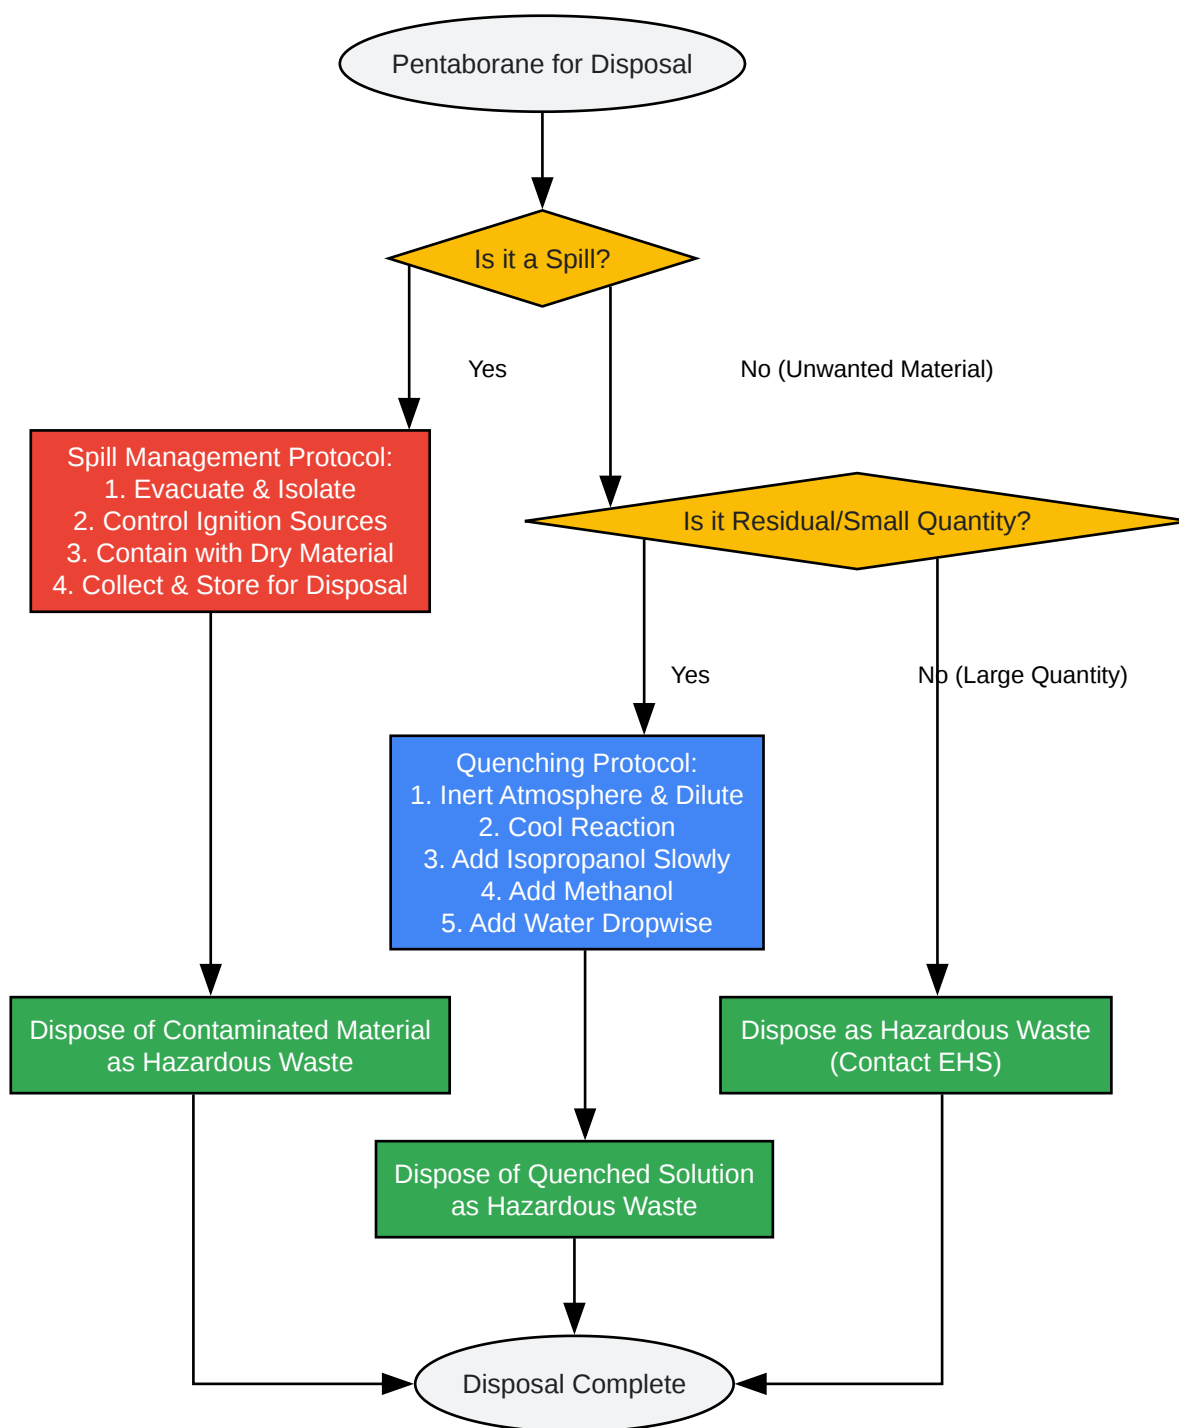 Pentaborane for Disposal
Is it a Spill?
Yes
No (Unwanted Material)
Spill Management Protocol:
1. Evacuate & Isolate
2. Control Ignition Sources
3. Contain with Dry Material
4. Collect & Store for Disposal
Is it Residual/Small Quantity?
Yes
No (Large Quantity)
Quenching Protocol:
1. Inert Atmosphere & Dilute
2. Cool Reaction
3. Add Isopropanol Slowly
4. Add Methanol
5. Add Water Dropwise
Dispose of Contaminated Material
as Hazardous Waste
Dispose as Hazardous Waste
(Contact EHS)
Dispose of Quenched Solution
as Hazardous Waste
Disposal Complete